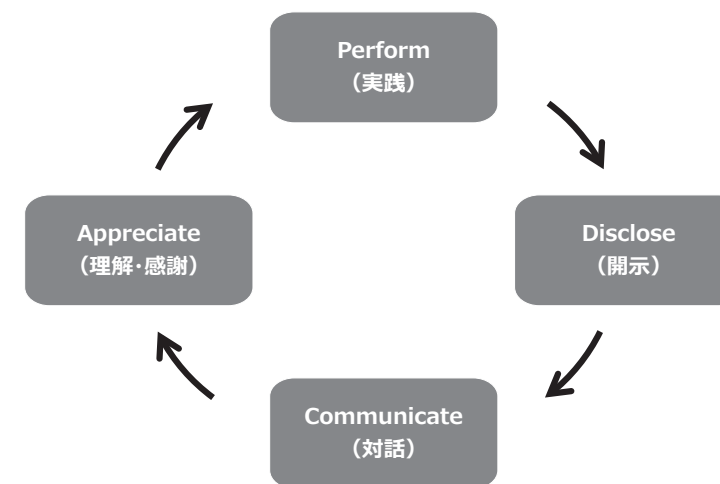 Perform
（実践）
Appreciate
（理解･感謝）
Disclose
（開示）
Communicate
（対話）